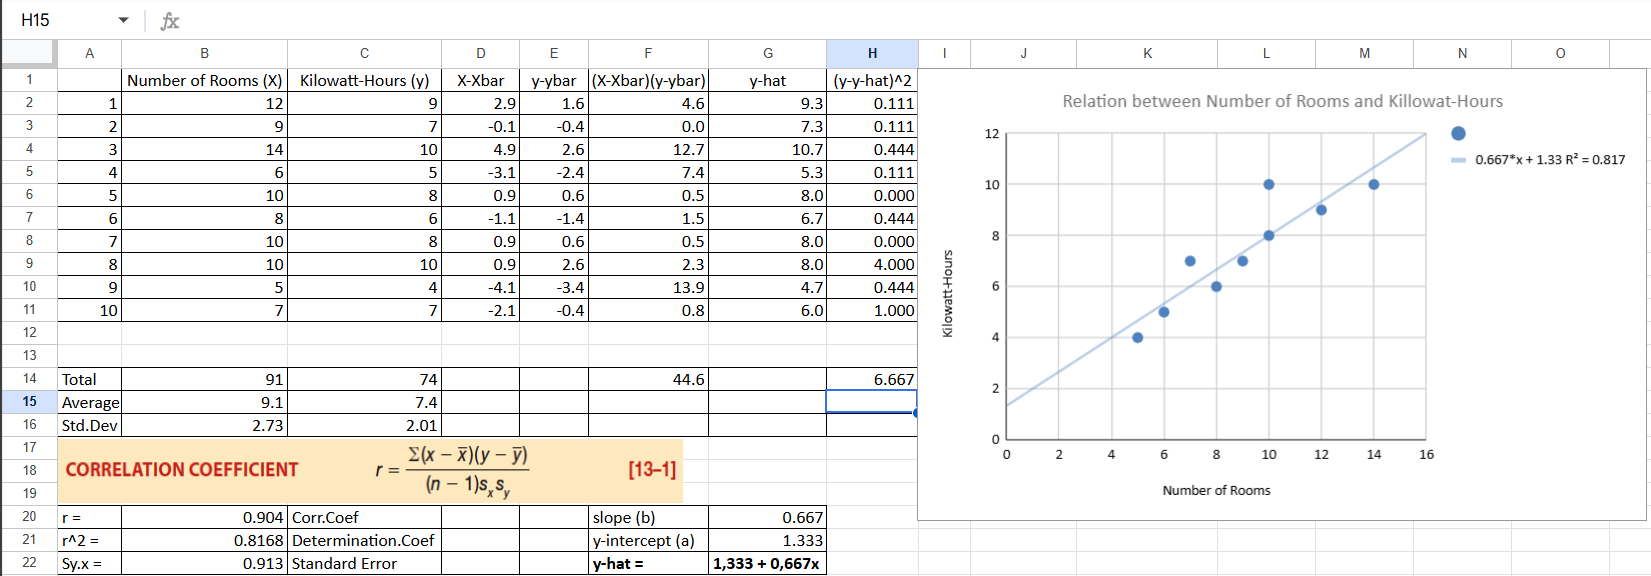 H15 fx
A B C D E F G H I J K L M N O
1 Number of Rooms (X) Kilowatt-Hours (y) X-Xbar y-ybar (X-Xbar)(y-ybar) y-hat (y-y-hat)^2
2 1 12 9 2.9 1.6 4.6 9.3 0.111
3 2 9 7 -0.1 -0.4 0.0 7.3 0.111
4 3 14 10 4.9 2.6 12.7 10.7 0.444
5 4 6 5 -3.1 -2.4 7.4 5.3 0.111
6 5 10 8 0.9 0.6 0.5 8.0 0.000
7 6 8 6 -1.1 -1.4 1.5 6.7 0.444
8 7 10 8 0.9 0.6 0.5 8.0 0.000
9 8 10 10 0.9 2.6 2.3 8.0 4.000
10 9 5 4 -4.1 -3.4 13.9 4.7 0.444
11 10 7 7 -2.1 -0.4 0.8 6.0 1.000
12
13
14 Total 91 74 44.6 6.667
15 Average 9.1 7.4
16 Std.Dev 2.73 2.01
17
18 CORRELATION COEFFICIENT r = Σ(x − x̅)(y − y̅) / (n − 1)sₓsᵧ [13–1]
19
20 r = 0.904 Corr.Coef slope (b) 0.667
21 r^2 = 0.8168 Determination.Coef y-intercept (a) 1.333
22 Sy.x = 0.913 Standard Error y-hat = 1,333 + 0,667x
Relation between Number of Rooms and Killowat-Hours
0.667*x + 1.33 R² = 0.817
Kilowatt-Hours
12
10
8
6
4
2
0
0 2 4 6 8 10 12 14 16
Number of Rooms